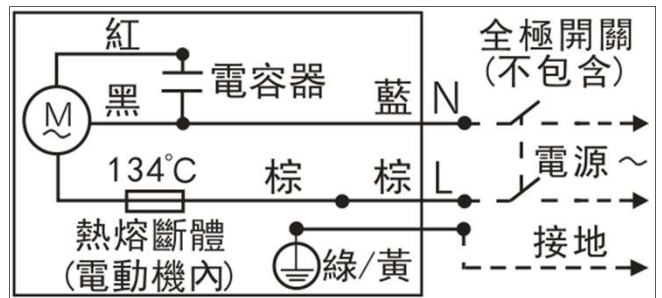 紅
全極開關
(不包含)
電容器
黑
藍 N
M
~
134℃
棕 棕 L
電源～
熱熔斷體
(電動機內)
綠/黃
接地